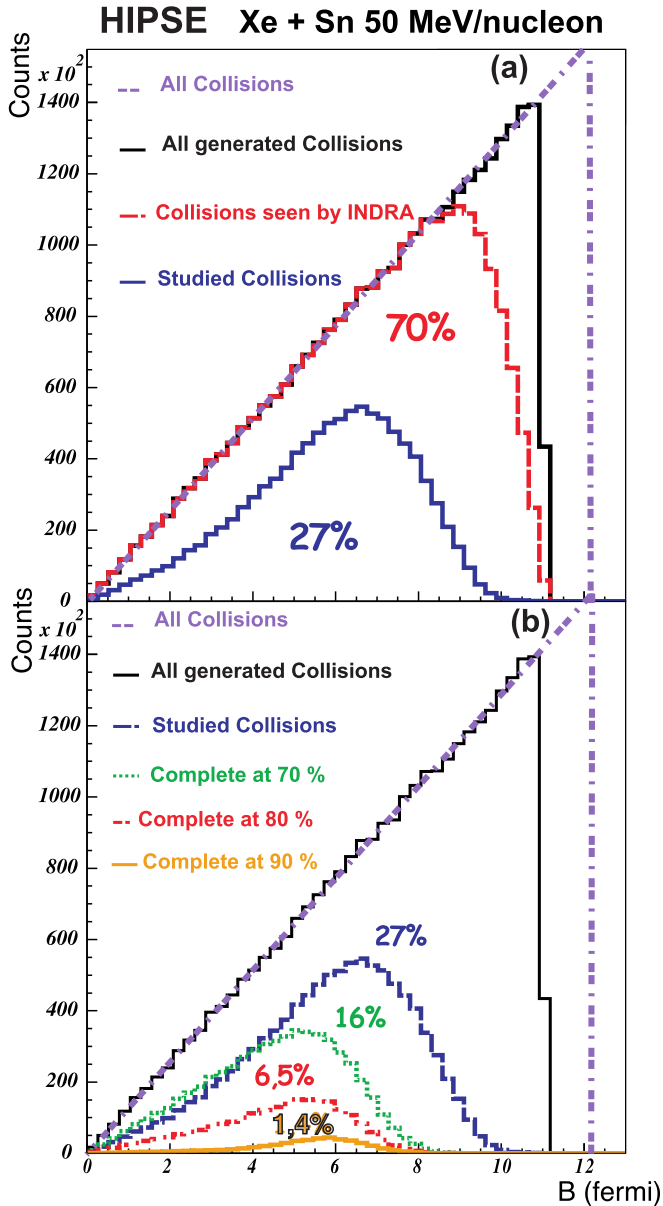 HIPSE Xe + Sn 50 MeV/nucleon
Counts
x 10²
(a)
All Collisions
All generated Collisions
Collisions seen by INDRA
Studied Collisions
70%
27%
1400
1200
1000
800
600
400
200
0
Counts
x 10²
(b)
All Collisions
All generated Collisions
Studied Collisions
Complete at 70 %
Complete at 80 %
Complete at 90 %
27%
16%
6,5%
1,4%
1400
1200
1000
800
600
400
200
0
0 2 4 6 8 10 12
B (fermi)